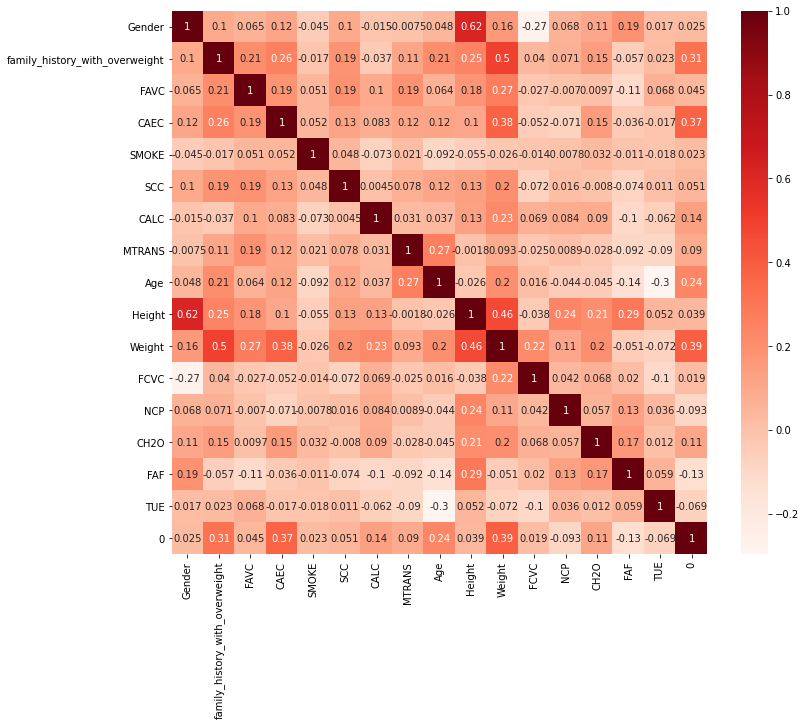 Gender 1 0.1 0.065 0.12 -0.045 0.1 -0.015 -0.0075 0.048 0.62 0.16 -0.27 0.068 0.11 0.19 0.017 0.025
family_history_with_overweight 0.1 1 0.21 0.26 -0.017 0.19 -0.037 0.11 0.21 0.25 0.5 0.04 0.071 0.15 -0.057 0.023 0.31
FAVC 0.065 0.21 1 0.19 0.051 0.19 0.1 0.19 0.064 0.18 0.27 -0.027 -0.007 0.0097 -0.11 0.068 0.045
CAEC 0.12 0.26 0.19 1 0.052 0.13 0.083 0.12 0.12 0.1 0.38 -0.052 -0.071 0.15 -0.036 -0.017 0.37
SMOKE -0.045 -0.017 0.051 0.052 1 0.048 -0.073 0.021 -0.092 -0.055 -0.026 -0.014 -0.0078 0.032 -0.011 -0.018 0.023
SCC 0.1 0.19 0.19 0.13 0.048 1 0.0045 0.078 0.12 0.13 0.2 -0.072 0.016 -0.008 -0.074 0.011 0.051
CALC -0.015 -0.037 0.1 0.083 -0.073 0.0045 1 0.031 0.037 0.13 0.23 0.069 0.084 0.09 -0.1 -0.062 0.14
MTRANS -0.0075 0.11 0.19 0.12 0.021 0.078 0.031 1 0.27 -0.0018 0.093 -0.025 0.0089 -0.028 -0.092 -0.09 0.09
Age 0.048 0.21 0.064 0.12 -0.092 0.12 0.037 0.27 1 -0.026 0.2 0.016 -0.044 -0.045 -0.14 -0.3 0.24
Height 0.62 0.25 0.18 0.1 -0.055 0.13 0.13 -0.0018 -0.026 1 0.46 -0.038 0.24 0.21 0.29 0.052 0.039
Weight 0.16 0.5 0.27 0.38 -0.026 0.2 0.23 0.093 0.2 0.46 1 0.22 0.11 0.2 -0.051 -0.072 0.39
FCVC -0.27 0.04 -0.027 -0.052 -0.014 -0.072 0.069 -0.025 0.016 -0.038 0.22 1 0.042 0.068 0.02 -0.1 0.019
NCP 0.068 0.071 -0.007 -0.071 -0.0078 0.016 0.084 0.0089 -0.044 0.24 0.11 0.042 1 0.057 0.13 0.036 -0.093
CH2O 0.11 0.15 0.0097 0.15 0.032 -0.008 0.09 -0.028 -0.045 0.21 0.2 0.068 0.057 1 0.17 0.012 0.11
FAF 0.19 -0.057 -0.11 -0.036 -0.011 -0.074 -0.1 -0.092 -0.14 0.29 -0.051 0.02 0.13 0.17 1 0.059 -0.13
TUE 0.017 0.023 0.068 -0.017 -0.018 0.011 -0.062 -0.09 -0.3 0.052 -0.072 -0.1 0.036 0.012 0.059 1 -0.069
0 0.025 0.31 0.045 0.37 0.023 0.051 0.14 0.09 0.24 0.039 0.39 0.019 -0.093 0.11 -0.13 -0.069 1
Gender
family_history_with_overweight
FAVC
CAEC
SMOKE
SCC
CALC
MTRANS
Age
Height
Weight
FCVC
NCP
CH2O
FAF
TUE
0
1.0
0.8
0.6
0.4
0.2
0.0
−0.2